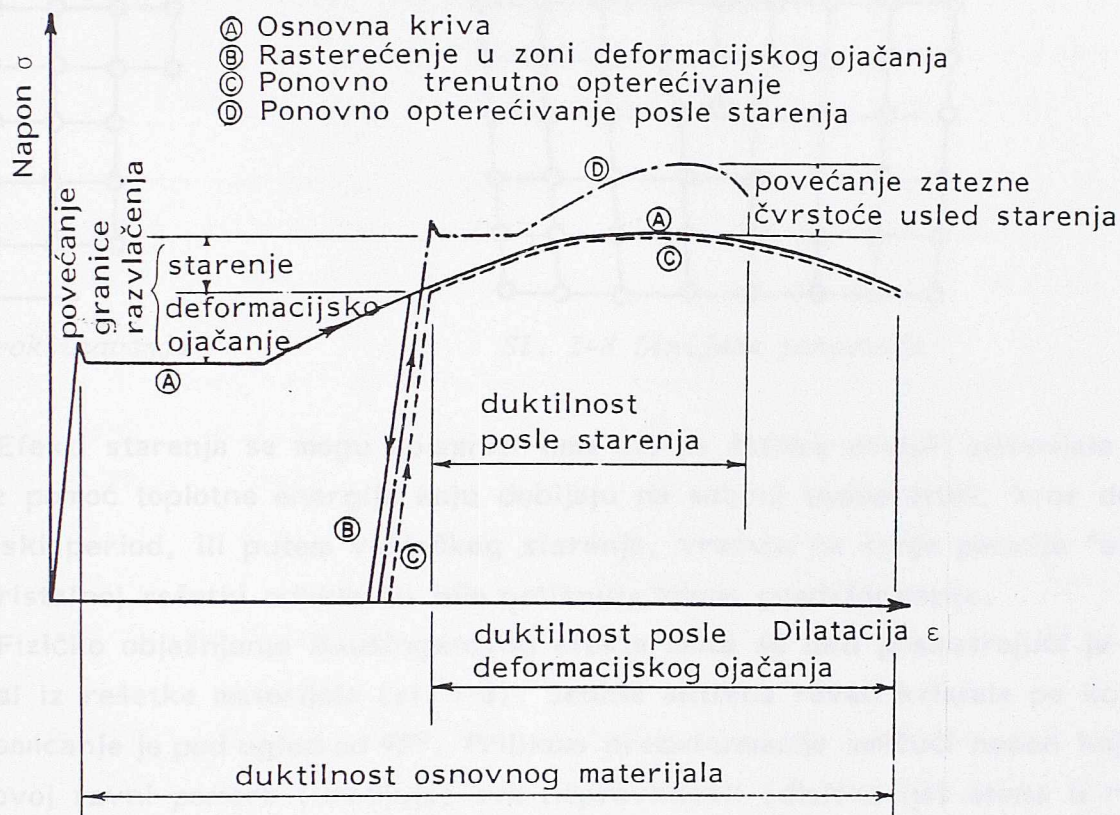 Ⓐ Osnovna kriva
Ⓑ Rasterećenje u zoni deformacijskog ojačanja
Ⓒ Ponovno trenutno opterećivanje
Ⓓ Ponovno opterećivanje posle starenja
Napon σ
povećanje
granice
razvlačenja
starenje
deformacijsko
ojačanje
Ⓐ
Ⓓ
Ⓐ
Ⓒ
povećanje zatezne
čvrstoće usled starenja
duktilnost
posle starenja
Ⓑ
Ⓒ
Dilatacija ε
duktilnost posle
deformacijskog ojačanja
duktilnost osnovnog materijala